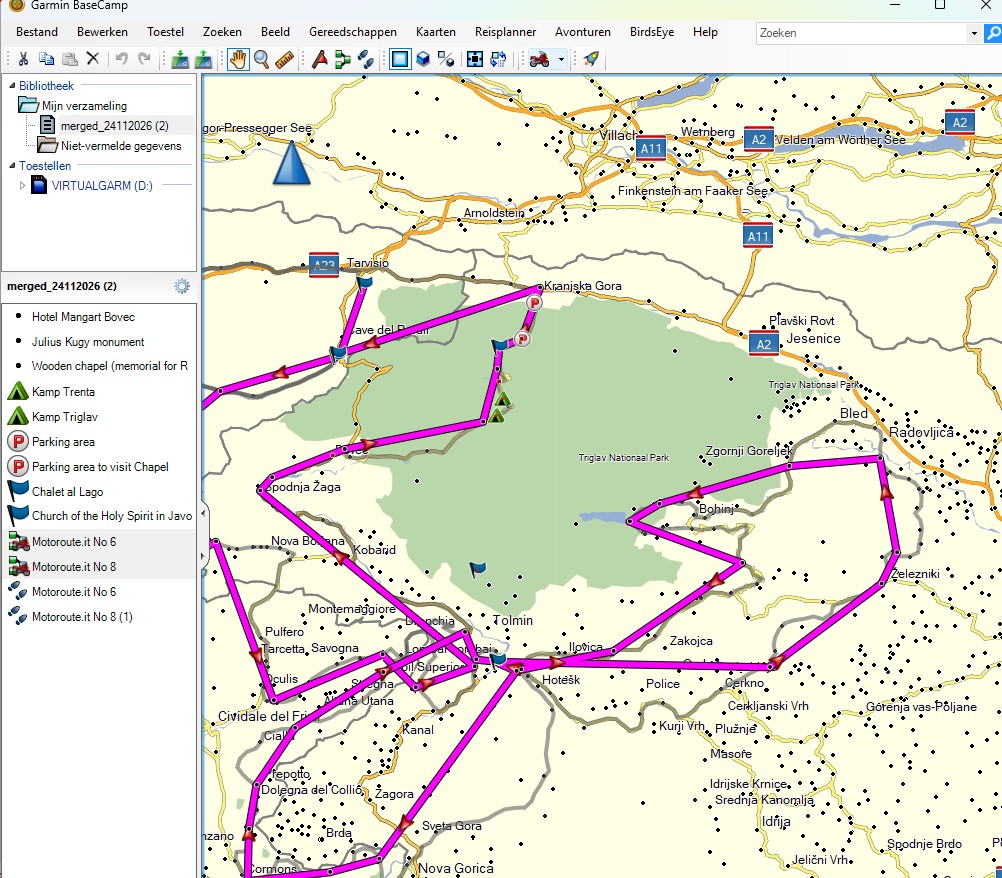 Garmin BaseCamp
Bestand Bewerken Toestel Zoeken Beeld Gereedschappen Kaarten Reisplanner Avonturen BirdsEye Help
Zoeken
Bibliotheek
Mijn verzameling
merged_24112026 (2)
Niet-vermelde gegevens
Toestellen
VIRTUALGARM (D:)
merged_24112026 (2)
Hotel Mangart Bovec
Julius Kugy monument
Wooden chapel (memorial for R
Kamp Trenta
Kamp Triglav
P Parking area
P Parking area to visit Chapel
Chalet al Lago
Church of the Holy Spirit in Javo
Motoroute.it No 6
Motoroute.it No 8
Motoroute.it No 6
Motoroute.it No 8 (1)
gor-Pressegger See
Villach
A11
Wernberg
A2
Velden am Wörther See
A2
Finkenstein am Faaker See
Arnoldstein
A11
A23
Tarvisio
Kranjska Gora
P
P
Plavški Rovt
A2
Jesenice
Triglav Nationaal Park
Bled
Radovljica
Zgornji Goreljek
Triglav Nationaal Park
Spodnja Žaga
Bohinj
Kobarid
Železniki
Montemaggiore
Tolmin
Pulfero
Tarcetta
Savogna
Ilovica
Zakojca
Hotešk
Police
Cerkno
Cerkljanski Vrh
Gorenja vas-Poljane
Cividale del
Kanal
Kurji Vrh
Plužnje
Masore
Dolegna del Collio
Zagora
Idrijske Krnice
Srednja Kanomlja
Brda
Sveta Gora
Idrija
Spodnje Brdo
Cormons
Nova Gorica
Jelični Vrh